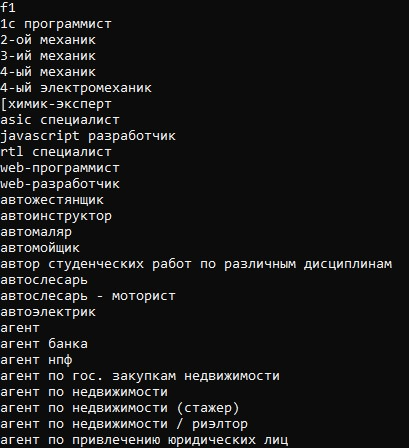 f1
1с программист
2-ой механик
3-ий механик
4-ый механик
4-ый электромеханик
[химик-эксперт
asic специалист
javascript разработчик
rtl специалист
web-программист
web-разработчик
автожестянщик
автоинструктор
автомаляр
автомойщик
автор студенческих работ по различным дисциплинам
автослесарь
автослесарь - моторист
автоэлектрик
агент
агент банка
агент нпф
агент по гос. закупкам недвижимости
агент по недвижимости
агент по недвижимости (стажер)
агент по недвижимости / риэлтор
агент по привлечению юридических лиц